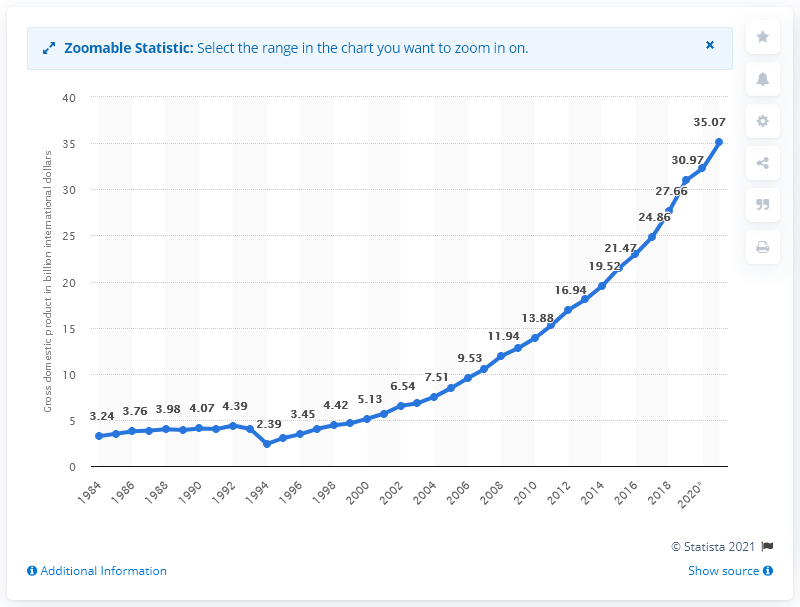 Zoomable Statistic: Select the range in the chart you want to zoom in on. ×
Gross domestic product in billion international dollars
40
35
30
25
20
15
10
5
0
3.24 3.76 3.98 4.07 4.39 2.39 3.45 4.42 5.13 6.54 7.51 9.53 11.94 13.88 16.94 19.52 21.47 24.86 27.66 30.97 35.07
1984 1986 1988 1990 1992 1994 1996 1998 2000 2002 2004 2006 2008 2010 2012 2014 2016 2018 2020*
© Statista 2021
Additional Information
Show source